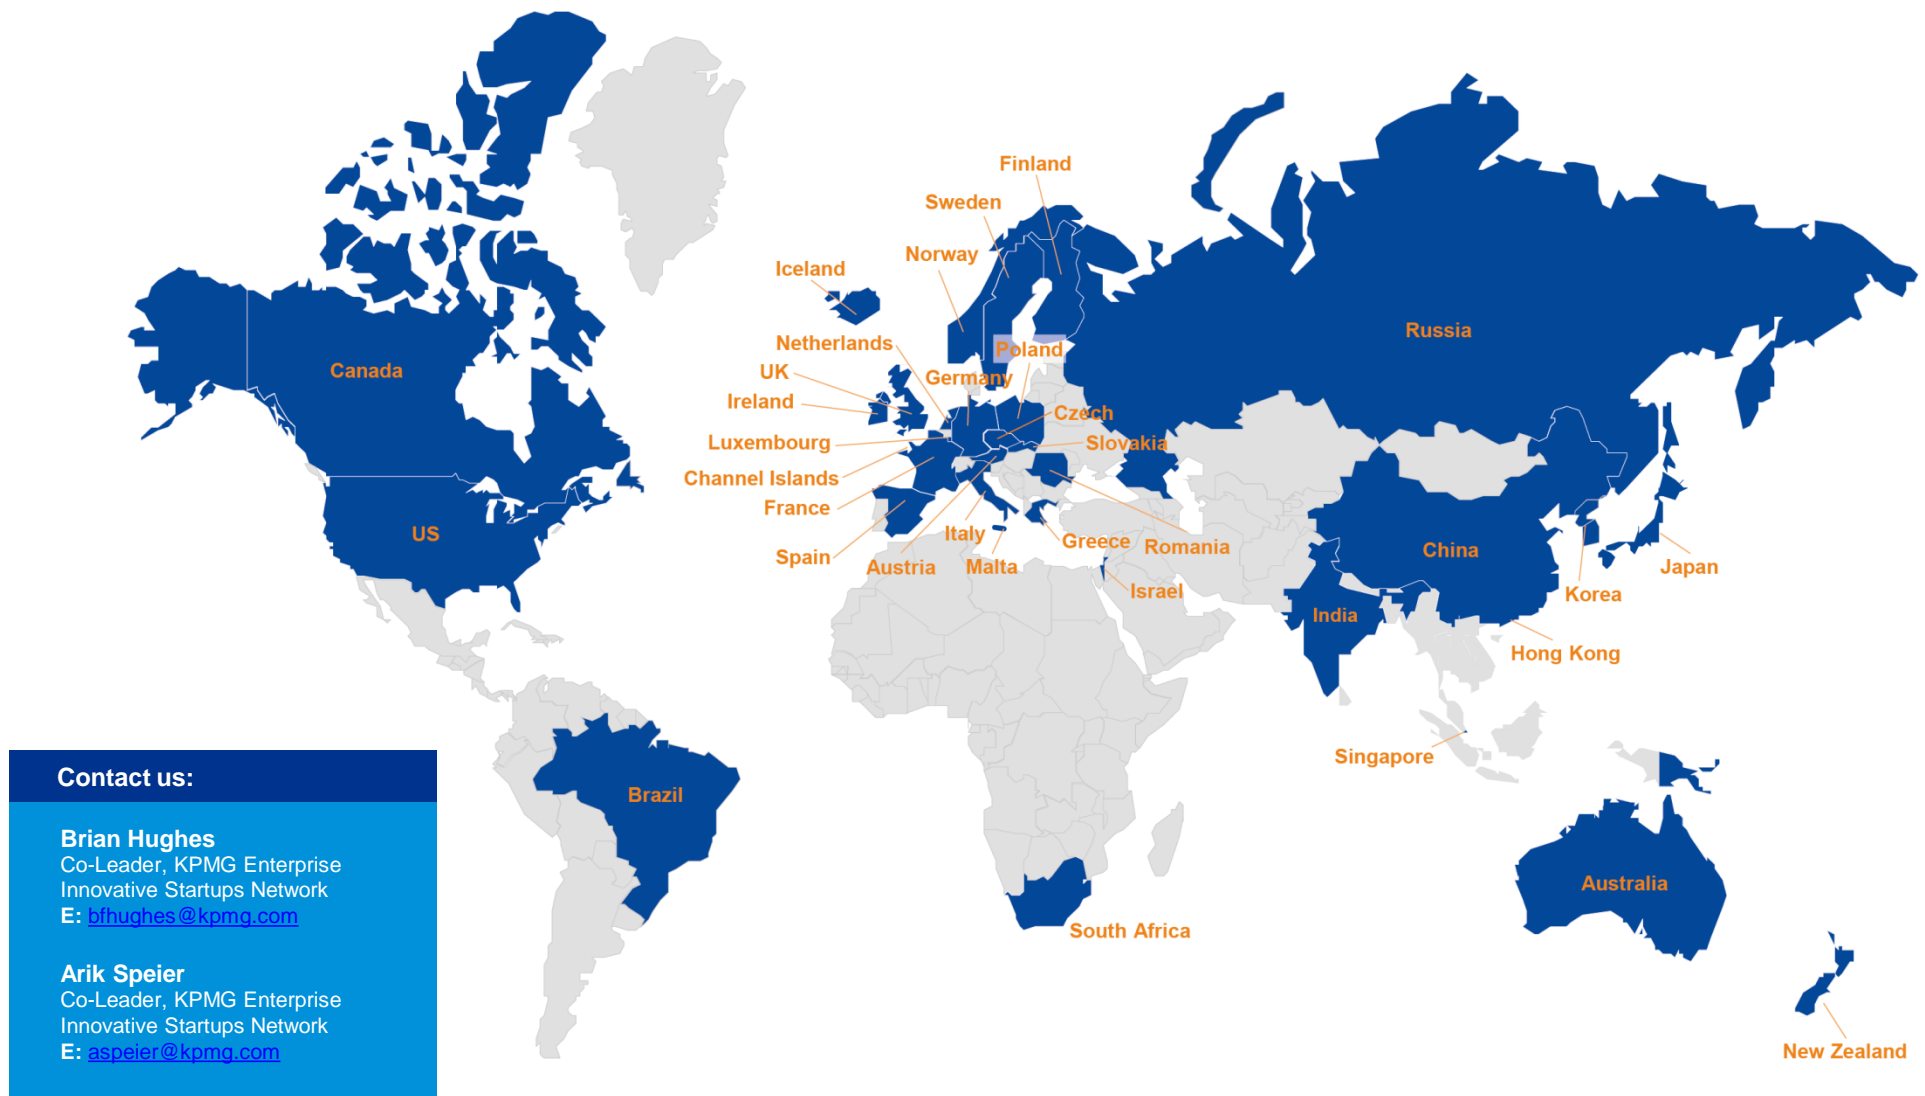 Finland
Sweden
Norway
Iceland
Russia
Netherlands
Poland
Canada
UK
Germany
Ireland
Czech
Luxembourg
Slovakia
Channel Islands
France
US
Italy
Greece
Romania
China
Spain
Austria
Malta
Japan
Israel
Korea
India
Hong Kong
Singapore
Brazil
Australia
South Africa
New Zealand
Contact us:
Brian Hughes
Co-Leader, KPMG Enterprise
Innovative Startups Network
E: bfhughes@kpmg.com
Arik Speier
Co-Leader, KPMG Enterprise
Innovative Startups Network
E: aspeier@kpmg.com